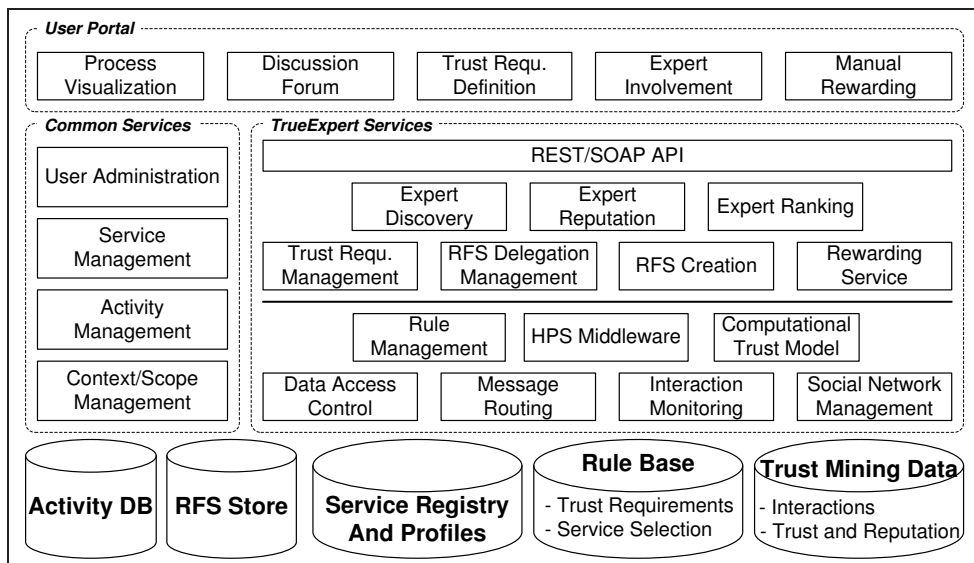 User Portal
Process
Visualization
Discussion
Forum
Trust Requ.
Definition
Expert
Involvement
Manual
Rewarding
Common Services
User Administration
Service
Management
Activity
Management
Context/Scope
Management
TrueExpert Services
REST/SOAP API
Expert
Discovery
Expert
Reputation
Expert Ranking
Trust Requ.
Management
RFS Delegation
Management
RFS Creation
Rewarding
Service
Rule
Management
HPS Middleware
Computational
Trust Model
Data Access
Control
Message
Routing
Interaction
Monitoring
Social Network
Management
Activity DB
RFS Store
Service Registry
And Profiles
Rule Base
- Trust Requirements
- Service Selection
Trust Mining Data
- Interactions
- Trust and Reputation